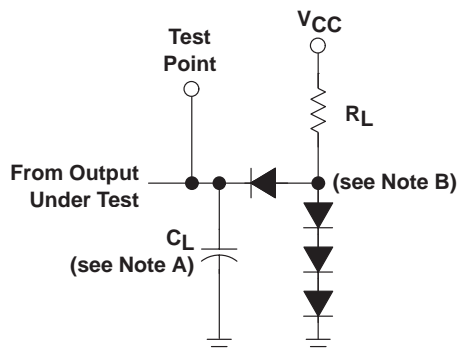 Test
Point
VCC
RL
From Output
Under Test
(see Note B)
CL
(see Note A)